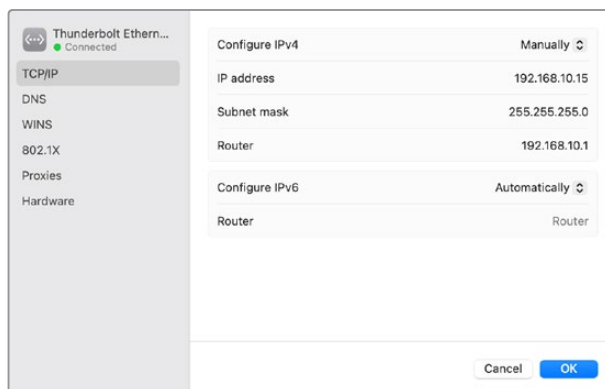 Thunderbolt Ethern...
Connected
TCP/IP
DNS
WINS
802.1X
Proxies
Hardware
Configure IPv4 Manually
IP address 192.168.10.15
Subnet mask 255.255.255.0
Router 192.168.10.1
Configure IPv6 Automatically
Router Router
Cancel OK